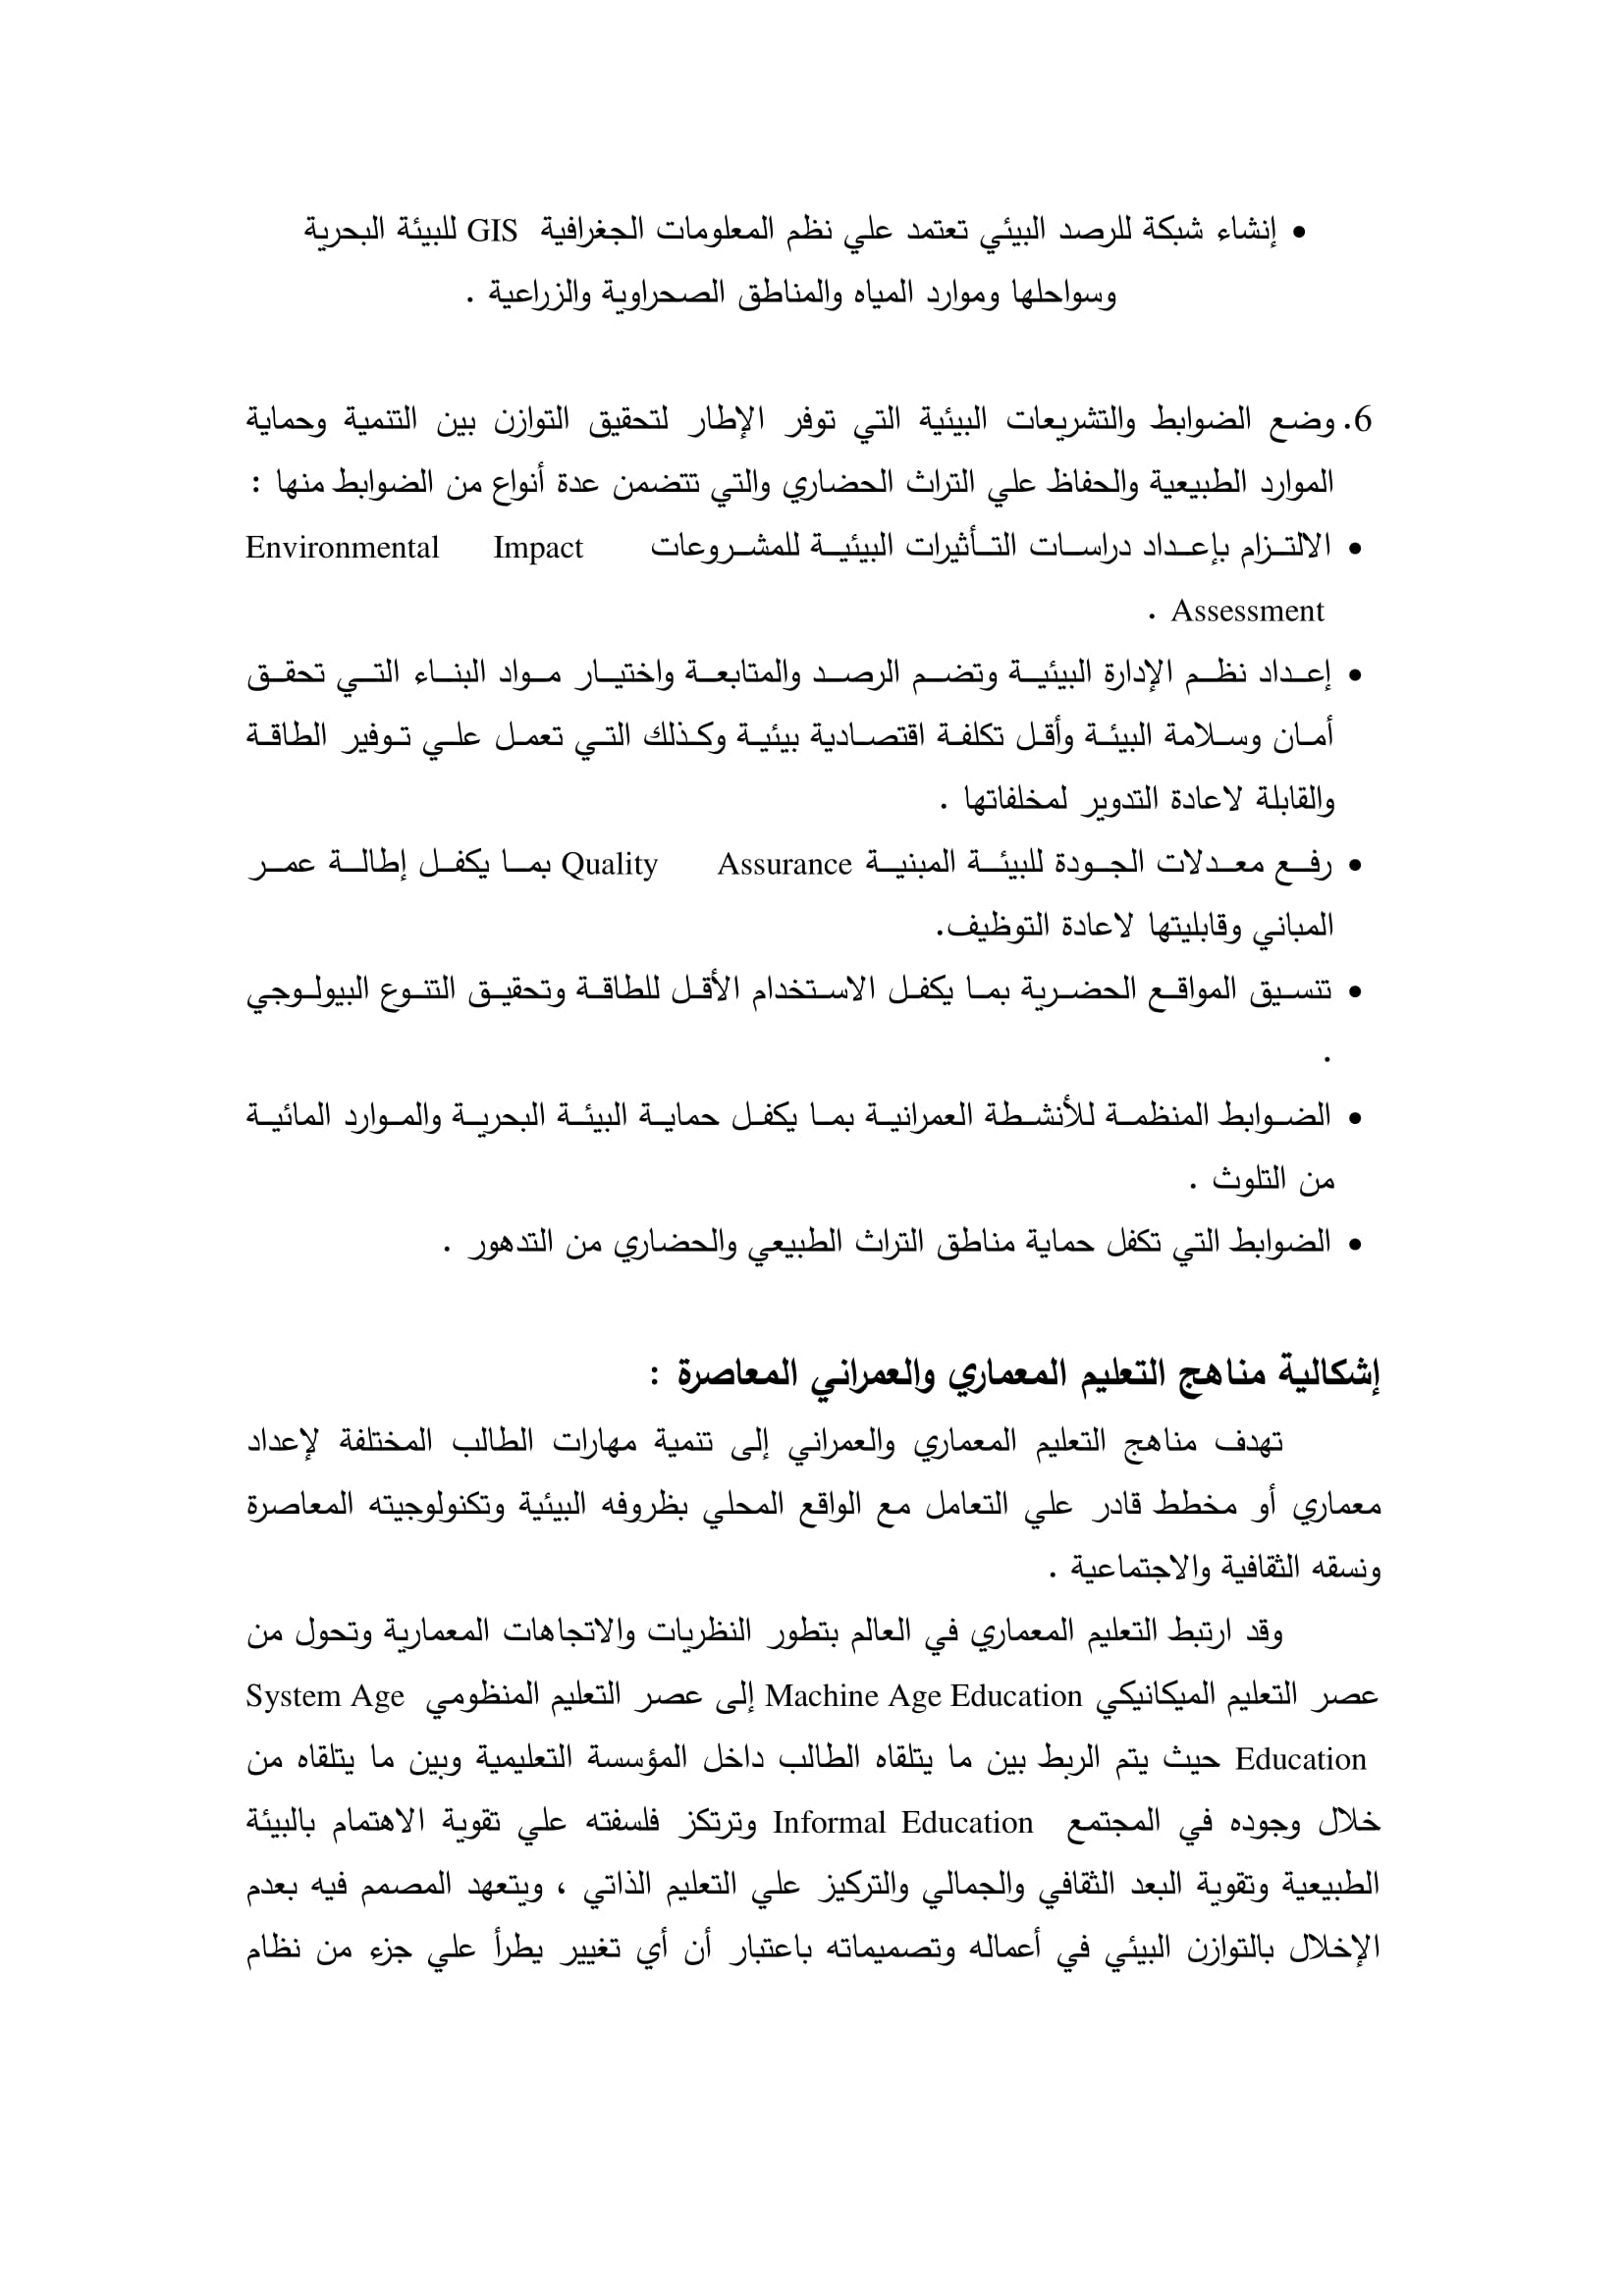 • إنشاء شبكة للرصد البيئي تعتمد علي نظم المعلومات الجغرافية GIS للبيئة البحرية
وسواحلها وموارد المياه والمناطق الصحراوية والزراعية .
6. وضع الضوابط والتشريعات البيئية التي توفر الإطار لتحقيق التوازن بين التنمية وحماية
الموارد الطبيعية والحفاظ علي التراث الحضاري والتي تتضمن عدة أنواع من الضوابط منها :
• الالتزام بإعداد دراسات التأثيرات البيئية للمشروعات Environmental Impact
Assessment .
• إعداد نظم الإدارة البيئية وتضم الرصد والمتابعة واختيار مواد البناء التي تحقق
أمان وسلامة البيئة وأقل تكلفة اقتصادية بيئية وكذلك التي تعمل علي توفير الطاقة
والقابلة لاعادة التدوير لمخلفاتها .
• رفع معدلات الجودة للبيئة المبنية Quality Assurance بما يكفل إطالة عمر
المباني وقابليتها لاعادة التوظيف.
• تنسيق المواقع الحضرية بما يكفل الاستخدام الأقل للطاقة وتحقيق التنوع البيولوجي
.
• الضوابط المنظمة للأنشطة العمرانية بما يكفل حماية البيئة البحرية والموارد المائية
من التلوث .
• الضوابط التي تكفل حماية مناطق التراث الطبيعي والحضاري من التدهور .
إشكالية مناهج التعليم المعماري والعمراني المعاصرة :
تهدف مناهج التعليم المعماري والعمراني إلى تنمية مهارات الطالب المختلفة لإعداد
معماري أو مخطط قادر علي التعامل مع الواقع المحلي بظروفه البيئية وتكنولوجيته المعاصرة
ونسقه الثقافية والاجتماعية .
وقد ارتبط التعليم المعماري في العالم بتطور النظريات والاتجاهات المعمارية وتحول من
عصر التعليم الميكانيكي Machine Age Education إلى عصر التعليم المنظومي System Age
Education حيث يتم الربط بين ما يتلقاه الطالب داخل المؤسسة التعليمية وبين ما يتلقاه من
خلال وجوده في المجتمع Informal Education وترتكز فلسفته علي تقوية الاهتمام بالبيئة
الطبيعية وتقوية البعد الثقافي والجمالي والتركيز علي التعليم الذاتي ، ويتعهد المصمم فيه بعدم
الإخلال بالتوازن البيئي في أعماله وتصميماته باعتبار أن أي تغيير يطرأ علي جزء من نظام